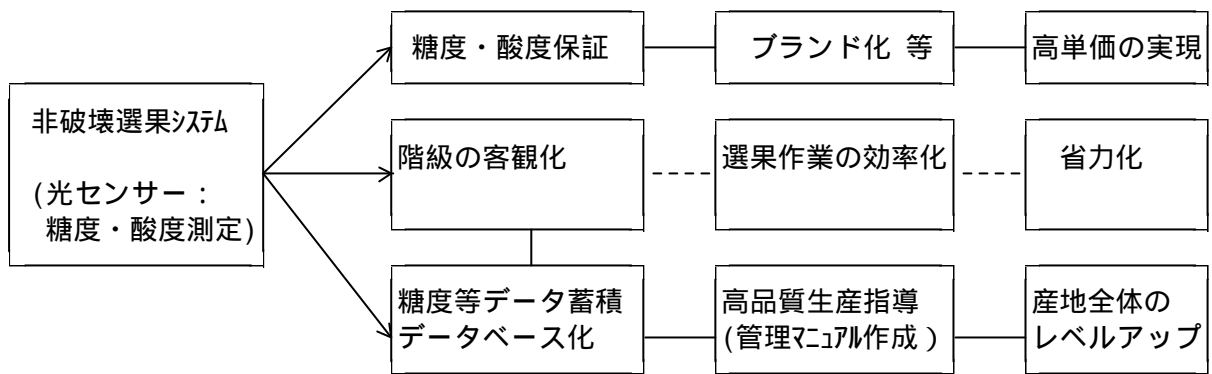 糖度・酸度保証
ブランド化 等
高単価の実現
非破壊選果ｼｽﾃﾑ
(光センサー：
糖度・酸度測定)
階級の客観化
選果作業の効率化
省力化
糖度等データ蓄積
データベース化
高品質生産指導
(管理ﾏﾆｭｱﾙ作成）
産地全体の
レベルアップ